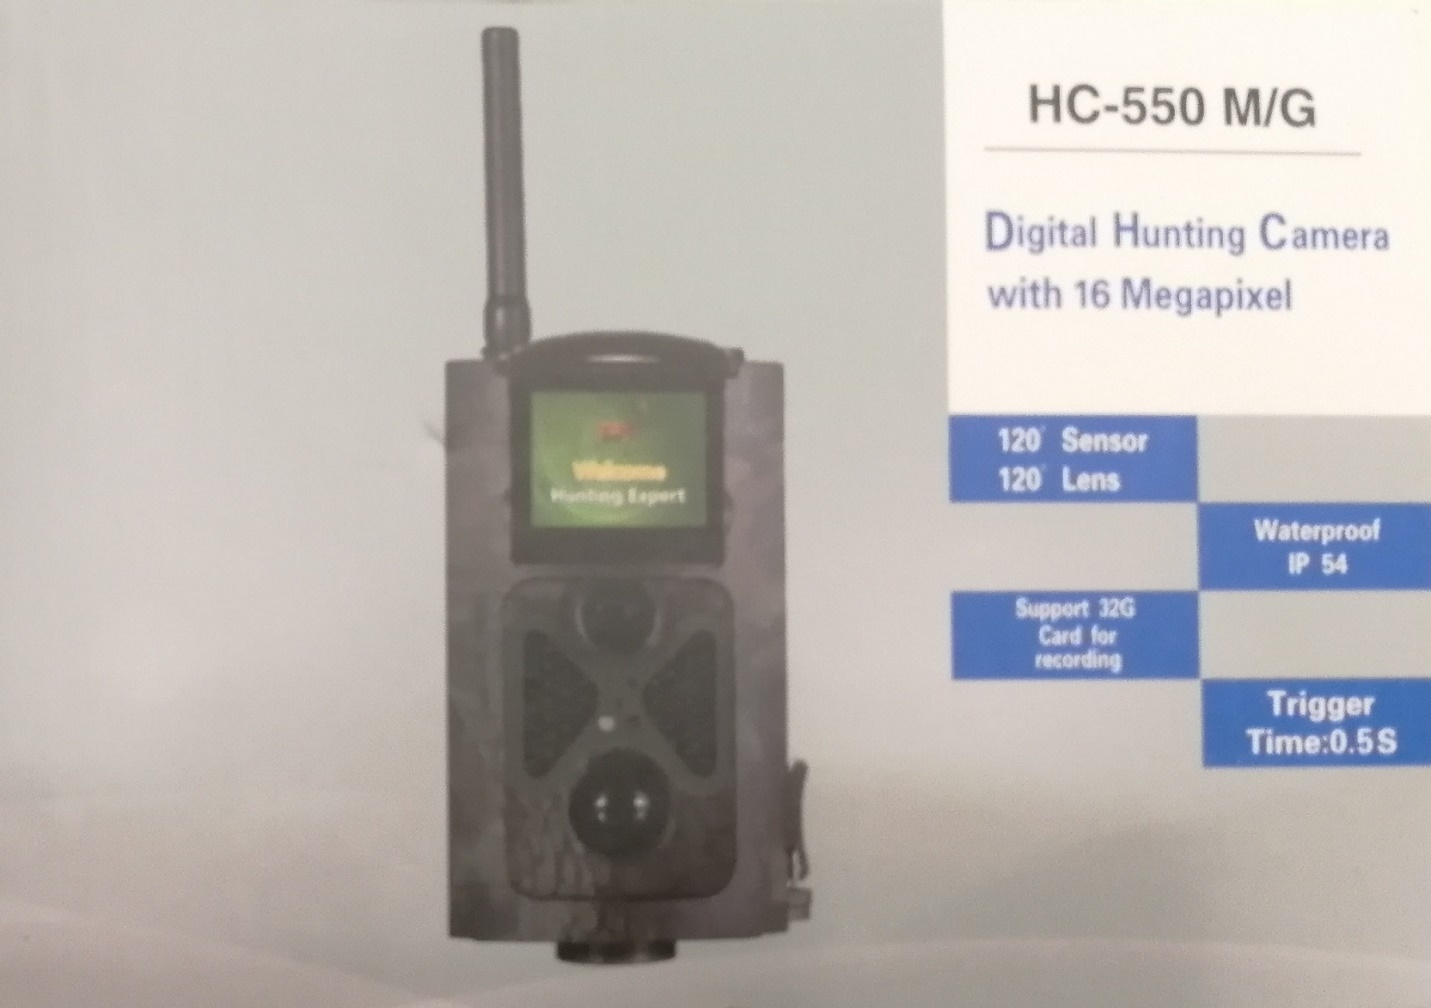 HC-550 M/G
Digital Hunting Camera
with 16 Megapixel
120° Sensor
120° Lens
Waterproof
IP 54
Support 32G
Card for
recording
Trigger
Time:0.5S
Welcome
Hunting Expert